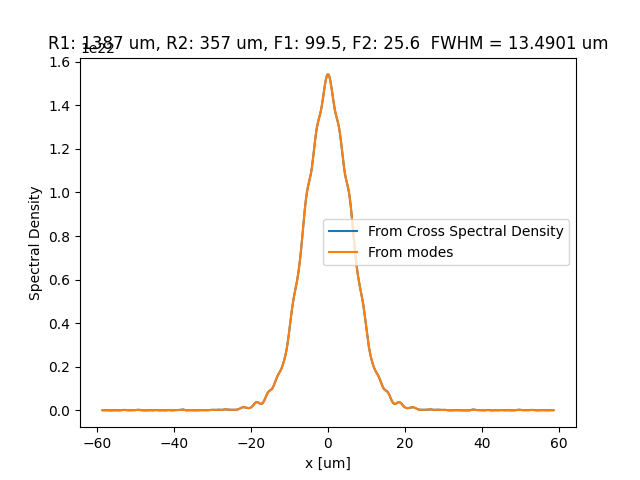 R1: 1387 um, R2: 357 um, F1: 99.5, F2: 25.6  FWHM = 13.4901 um
1e22
1.6
1.4
1.2
1.0
0.8
0.6
0.4
0.2
0.0
Spectral Density
From Cross Spectral Density
From modes
−60 −40 −20 0 20 40 60
x [um]